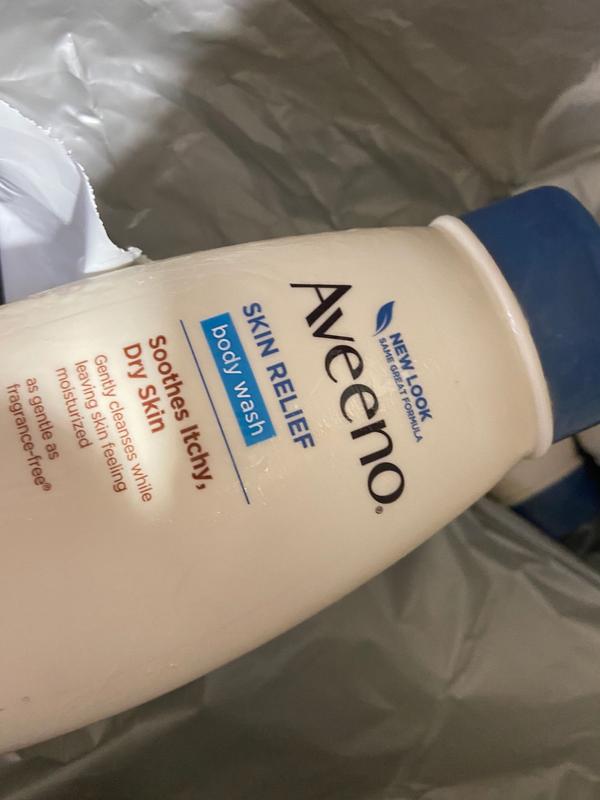 NEW LOOK
SAME GREAT FORMULA
Aveeno®
SKIN RELIEF
body wash
Soothes Itchy,
Dry Skin
Gently cleanses while
leaving skin feeling
moisturized
as gentle as
fragrance-free®